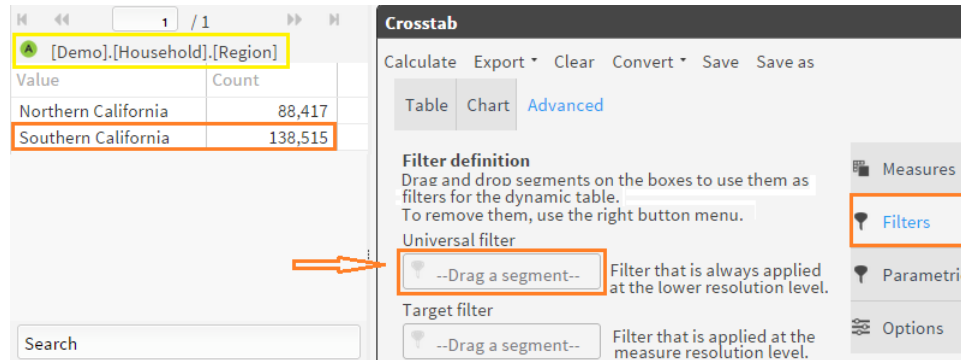 1 / 1
A [Demo].[Household].[Region]
Value Count
Northern California 88,417
Southern California 138,515
Search
Crosstab
Calculate Export Clear Convert Save Save as
Table Chart Advanced
Filter definition
Drag and drop segments on the boxes to use them as
filters for the dynamic table.
To remove them, use the right button menu.
Universal filter
--Drag a segment--
Filter that is always applied
at the lower resolution level.
Target filter
--Drag a segment--
Filter that is applied at the
measure resolution level.
Measures
Filters
Parametri
Options